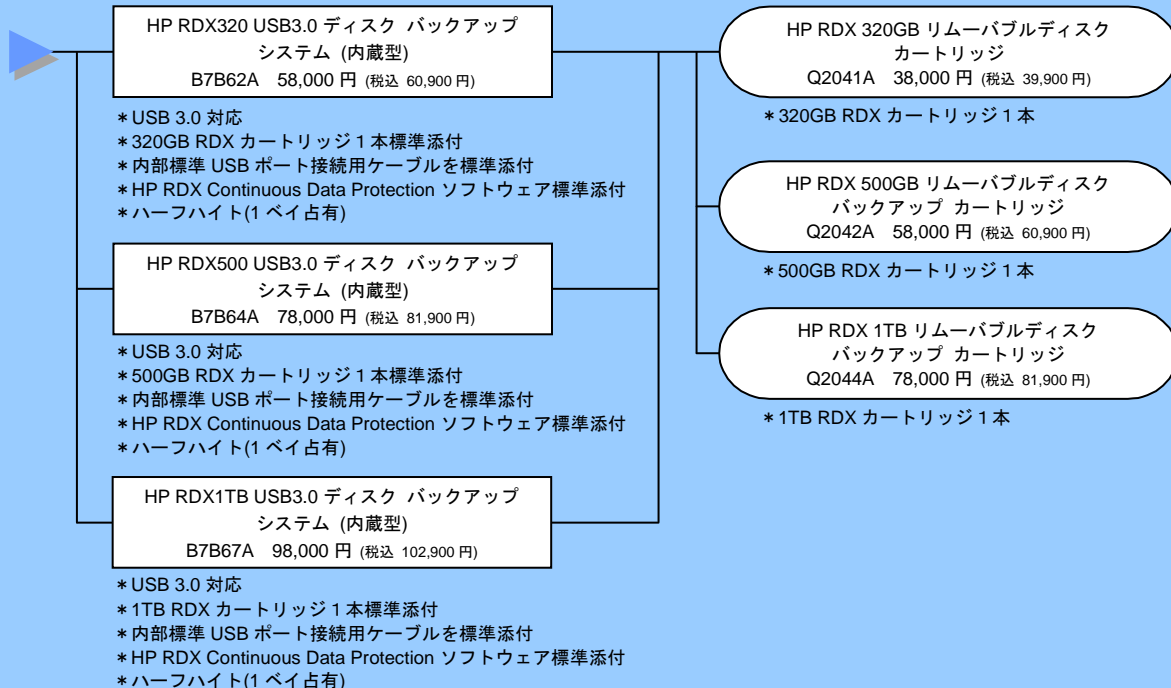 HP RDX320 USB3.0 ディスク バックアップ
システム (内蔵型)
B7B62A 58,000 円 (税込 60,900 円)
＊USB 3.0 対応
＊320GB RDX カートリッジ 1 本標準添付
＊内部標準 USB ポート接続用ケーブルを標準添付
＊HP RDX Continuous Data Protection ソフトウェア標準添付
＊ハーフハイト(1 ベイ占有)
HP RDX500 USB3.0 ディスク バックアップ
システム (内蔵型)
B7B64A 78,000 円 (税込 81,900 円)
＊USB 3.0 対応
＊500GB RDX カートリッジ 1 本標準添付
＊内部標準 USB ポート接続用ケーブルを標準添付
＊HP RDX Continuous Data Protection ソフトウェア標準添付
＊ハーフハイト(1 ベイ占有)
HP RDX1TB USB3.0 ディスク バックアップ
システム (内蔵型)
B7B67A 98,000 円 (税込 102,900 円)
＊USB 3.0 対応
＊1TB RDX カートリッジ 1 本標準添付
＊内部標準 USB ポート接続用ケーブルを標準添付
＊HP RDX Continuous Data Protection ソフトウェア標準添付
＊ハーフハイト(1 ベイ占有)
HP RDX 320GB リムーバブルディスク
カートリッジ
Q2041A 38,000 円 (税込 39,900 円)
＊320GB RDX カートリッジ 1 本
HP RDX 500GB リムーバブルディスク
バックアップ カートリッジ
Q2042A 58,000 円 (税込 60,900 円)
＊500GB RDX カートリッジ 1 本
HP RDX 1TB リムーバブルディスク
バックアップ カートリッジ
Q2044A 78,000 円 (税込 81,900 円)
＊1TB RDX カートリッジ 1 本